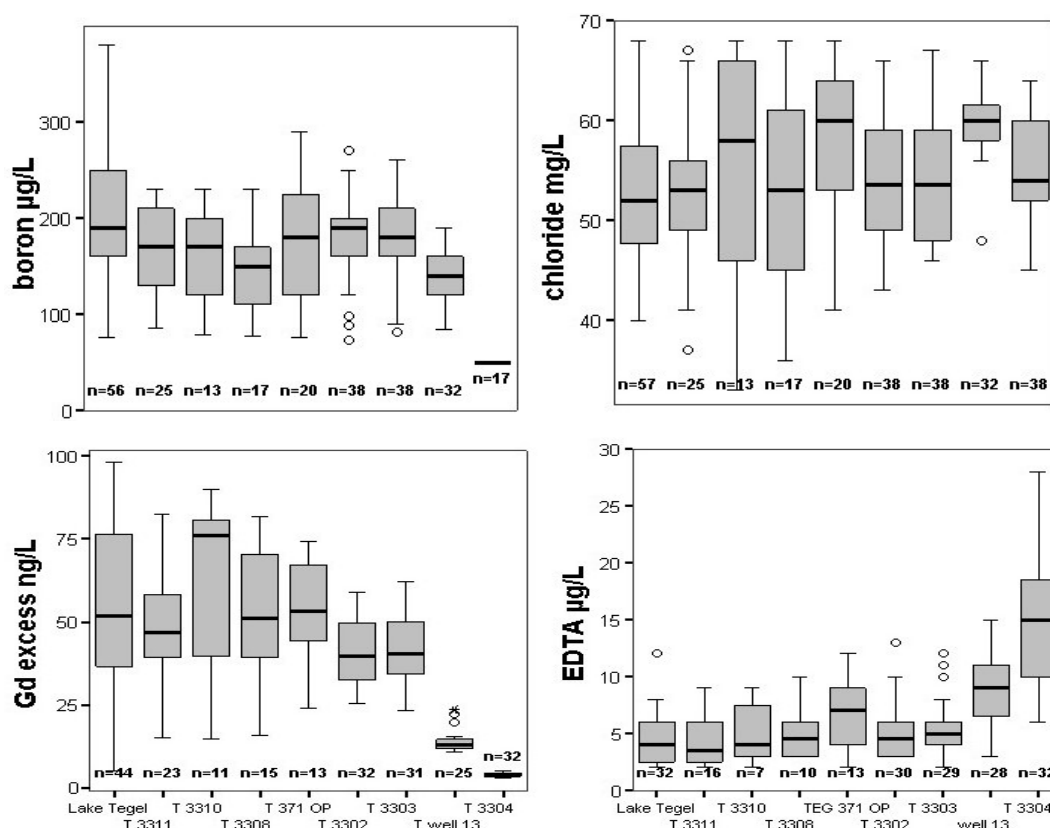 boron µg/L
300
200
100
0
n=56 n=25 n=13 n=17 n=20 n=38 n=38 n=32 n=17
chloride mg/L
70
60
50
40
n=57 n=25 n=13 n=17 n=20 n=38 n=38 n=32 n=38
Gd excess ng/L
100
75
50
25
0
n=44 n=23 n=11 n=15 n=13 n=32 n=31 n=25 n=32
Lake Tegel T 3310 T 371 OP T 3303 T 3304
T 3311 T 3308 T 3302 T well 13
EDTA µg/L
30
25
20
15
10
5
0
n=32 n=16 n=7 n=10 n=13 n=30 n=29 n=28 n=32
Lake Tegel T 3310 TEG 371 OP T 3303 T 3304
T 3311 T 3308 T 3302 well 13